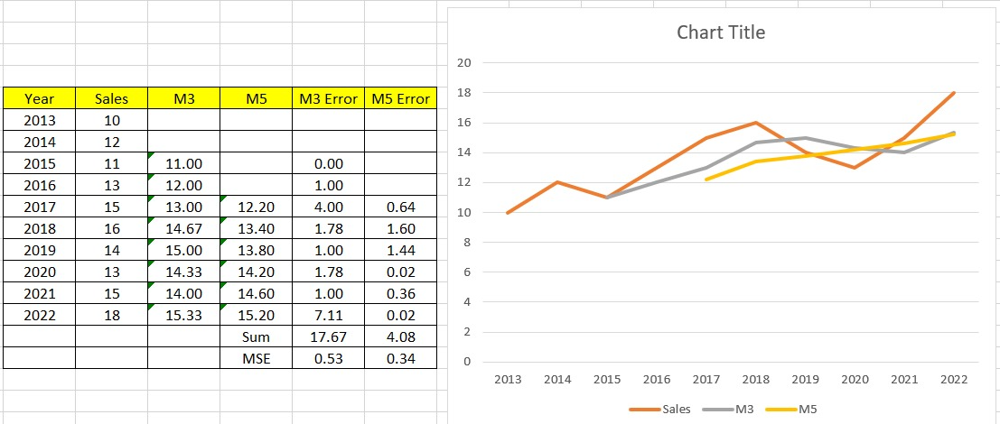 Year Sales M3 M5 M3 Error M5 Error
2013 10
2014 12
2015 11 11.00 0.00
2016 13 12.00 1.00
2017 15 13.00 12.20 4.00 0.64
2018 16 14.67 13.40 1.78 1.60
2019 14 15.00 13.80 1.00 1.44
2020 13 14.33 14.20 1.78 0.02
2021 15 14.00 14.60 1.00 0.36
2022 18 15.33 15.20 7.11 0.02
Sum 17.67 4.08
MSE 0.53 0.34
Chart Title
20
18
16
14
12
10
8
6
4
2
0
2013 2014 2015 2016 2017 2018 2019 2020 2021 2022
Sales M3 M5